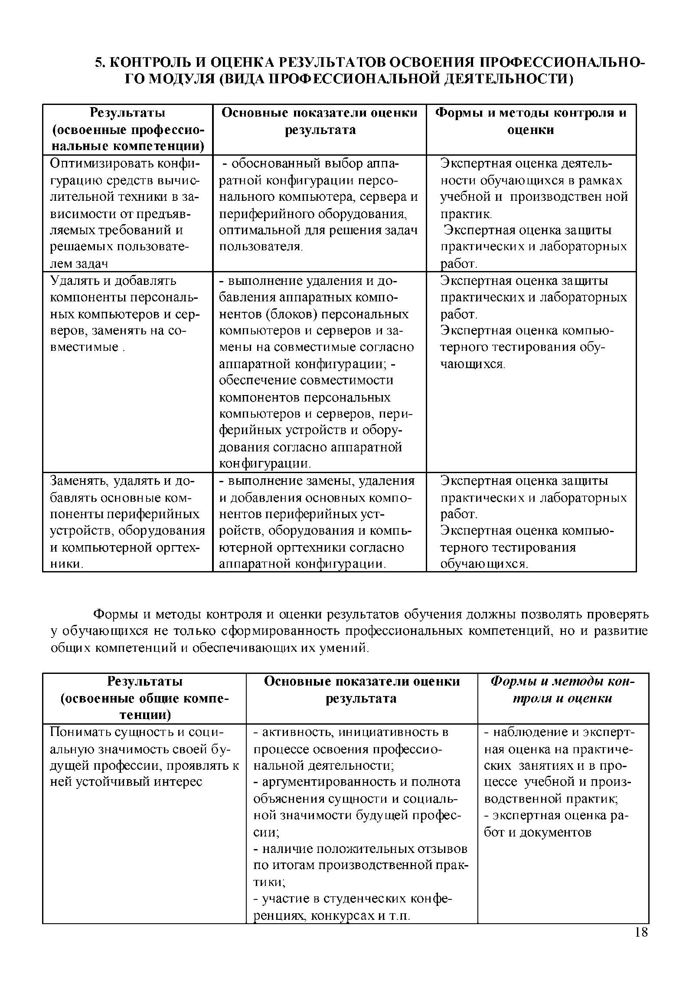 5. КОНТРОЛЬ И ОЦЕНКА РЕЗУЛЬТАТОВ ОСВОЕНИЯ ПРОФЕССИОНАЛЬНО-
ГО МОДУЛЯ (ВИДА ПРОФЕССИОНАЛЬНОЙ ДЕЯТЕЛЬНОСТИ)
Результаты
(освоенные профессио-
нальные компетенции)
Основные показатели оценки
результата
Формы и методы контроля и
оценки
Оптимизировать конфи-
гурацию средств вычис-
лительной техники в за-
висимости от предъяв-
ляемых требований и
решаемых пользовате-
лем задач
- обоснованный выбор аппа-
ратной конфигурации персо-
нального компьютера, сервера и
периферийного оборудования,
оптимальной для решения задач
пользователя.
Экспертная оценка деятель-
ности обучающихся в рамках
учебной и производствен ной
практик.
Экспертная оценка защиты
практических и лабораторных
работ.
Удалять и добавлять
компоненты персональ-
ных компьютеров и сер-
веров, заменять на со-
вместимые .
- выполнение удаления и до-
бавления аппаратных компо-
нентов (блоков) персональных
компьютеров и серверов и за-
мены на совместимые согласно
аппаратной конфигурации; -
обеспечение совместимости
компонентов персональных
компьютеров и серверов, пери-
ферийных устройств и обору-
дования согласно аппаратной
конфигурации.
Экспертная оценка защиты
практических и лабораторных
работ.
Экспертная оценка компью-
терного тестирования обу-
чающихся.
Заменять, удалять и до-
бавлять основные ком-
поненты периферийных
устройств, оборудования
и компьютерной оргтех-
ники.
- выполнение замены, удаления
и добавления основных компо-
нентов периферийных уст-
ройств, оборудования и компь-
ютерной оргтехники согласно
аппаратной конфигурации.
Экспертная оценка защиты
практических и лабораторных
работ.
Экспертная оценка компью-
терного тестирования
обучающихся.
Формы и методы контроля и оценки результатов обучения должны позволять проверять
у обучающихся не только сформированность профессиональных компетенций, но и развитие
общих компетенций и обеспечивающих их умений.
Результаты
(освоенные общие компе-
тенции)
Основные показатели оценки
результата
Формы и методы кон-
троля и оценки
Понимать сущность и соци-
альную значимость своей бу-
дущей профессии, проявлять к
ней устойчивый интерес
- активность, инициативность в
процессе освоения профессио-
нальной деятельности;
- аргументированность и полнота
объяснения сущности и социаль-
ной значимости будущей профес-
сии;
- наличие положительных отзывов
по итогам производственной прак-
тики;
- участие в студенческих конфе-
ренциях, конкурсах и т.п.
- наблюдение и эксперт-
ная оценка на практиче-
ских занятиях и в про-
цессе учебной и произ-
водственной практик;
- экспертная оценка ра-
бот и документов
18